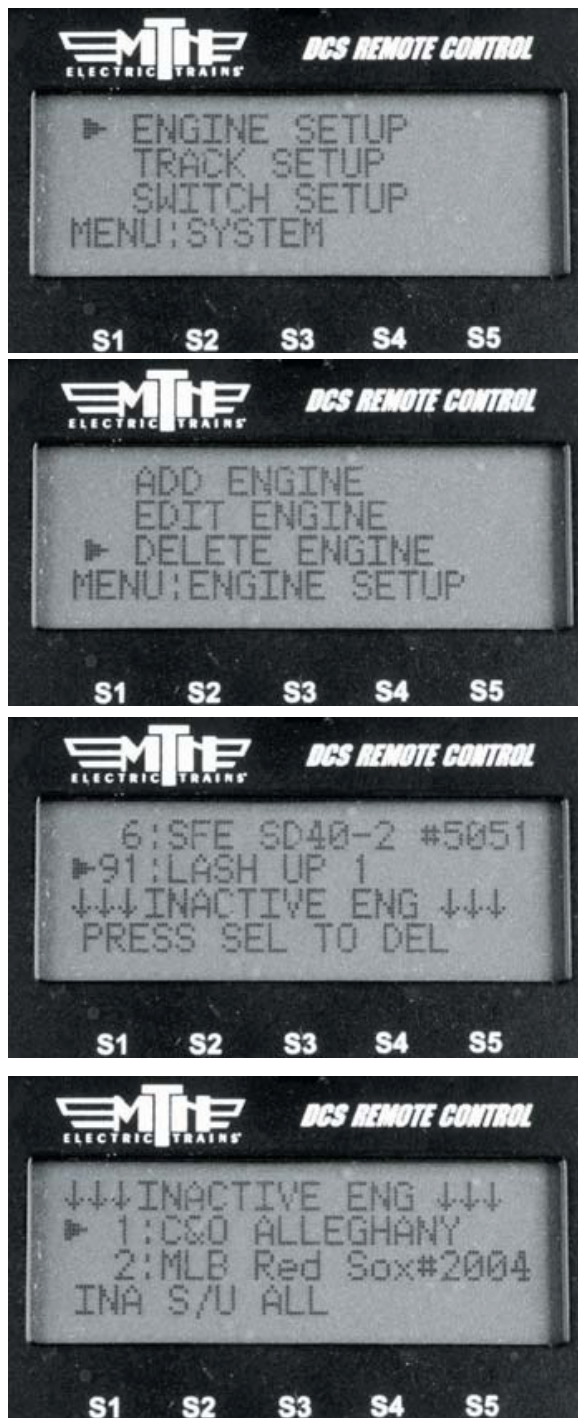 MTH
ELECTRIC TRAINS
DCS REMOTE CONTROL
ENGINE SETUP
TRACK SETUP
SWITCH SETUP
MENU:SYSTEM
S1 S2 S3 S4 S5
MTH
ELECTRIC TRAINS
DCS REMOTE CONTROL
ADD ENGINE
EDIT ENGINE
DELETE ENGINE
MENU:ENGINE SETUP
S1 S2 S3 S4 S5
MTH
ELECTRIC TRAINS
DCS REMOTE CONTROL
6:SFE SD40-2 #5051
91:LASH UP 1
↓↓↓INACTIVE ENG ↓↓↓
PRESS SEL TO DEL
S1 S2 S3 S4 S5
MTH
ELECTRIC TRAINS
DCS REMOTE CONTROL
↓↓↓INACTIVE ENG ↓↓↓
1:C&O ALLEGHANY
2:MLB Red Sox#2004
INA S/U ALL
S1 S2 S3 S4 S5